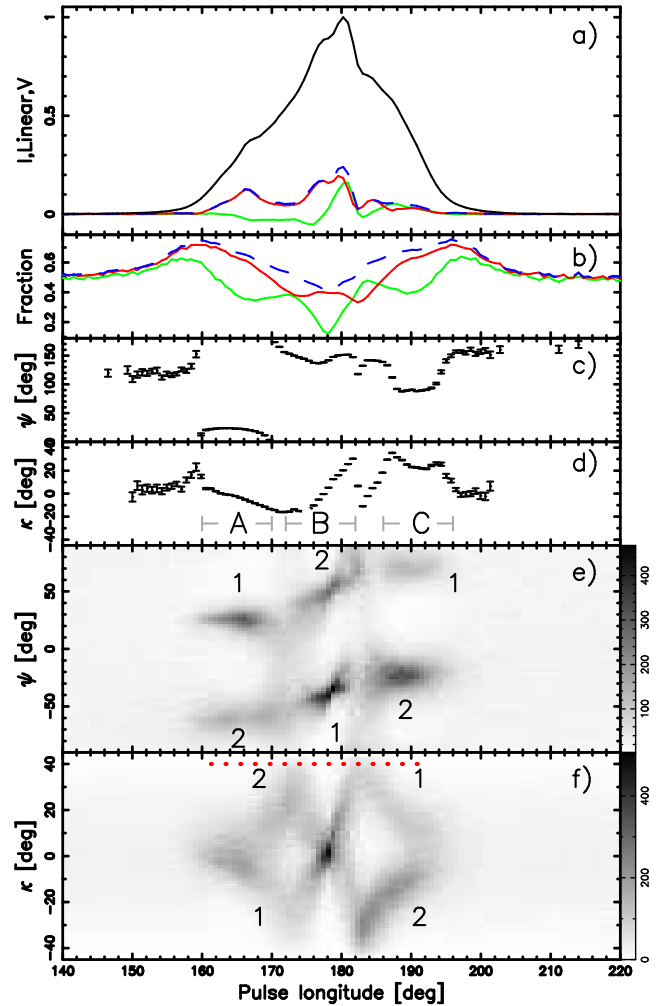 a)
I,Linear,V
1
0.5
0
b)
Fraction
0.6
0.4
0.2
c)
ψ [deg]
150
100
50
0
d)
κ [deg]
40
20
0
−20
−40
A B C
e)
ψ [deg]
50
0
−50
1 2 1
2 1 2
400
300
200
100
f)
κ [deg]
40
20
0
−20
−40
2 1
1 2
400
200
0
140 150 160 170 180 190 200 210 220
Pulse longitude [deg]